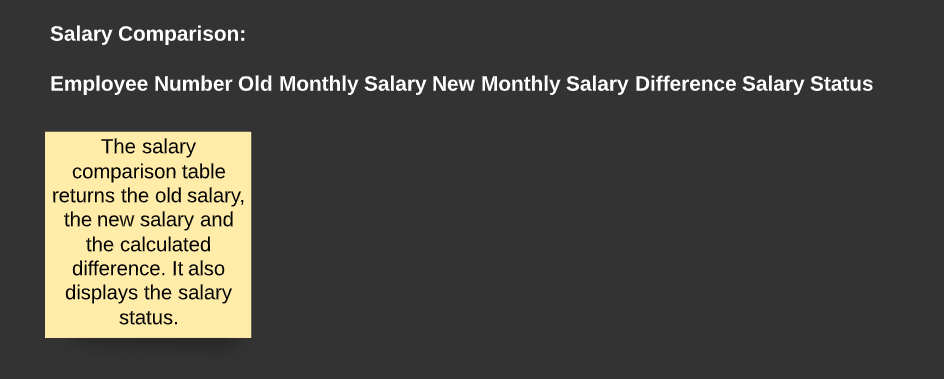 Salary Comparison:
Employee Number Old Monthly Salary New Monthly Salary Difference Salary Status
The salary
comparison table
returns the old salary,
the new salary and
the calculated
difference. It also
displays the salary
status.